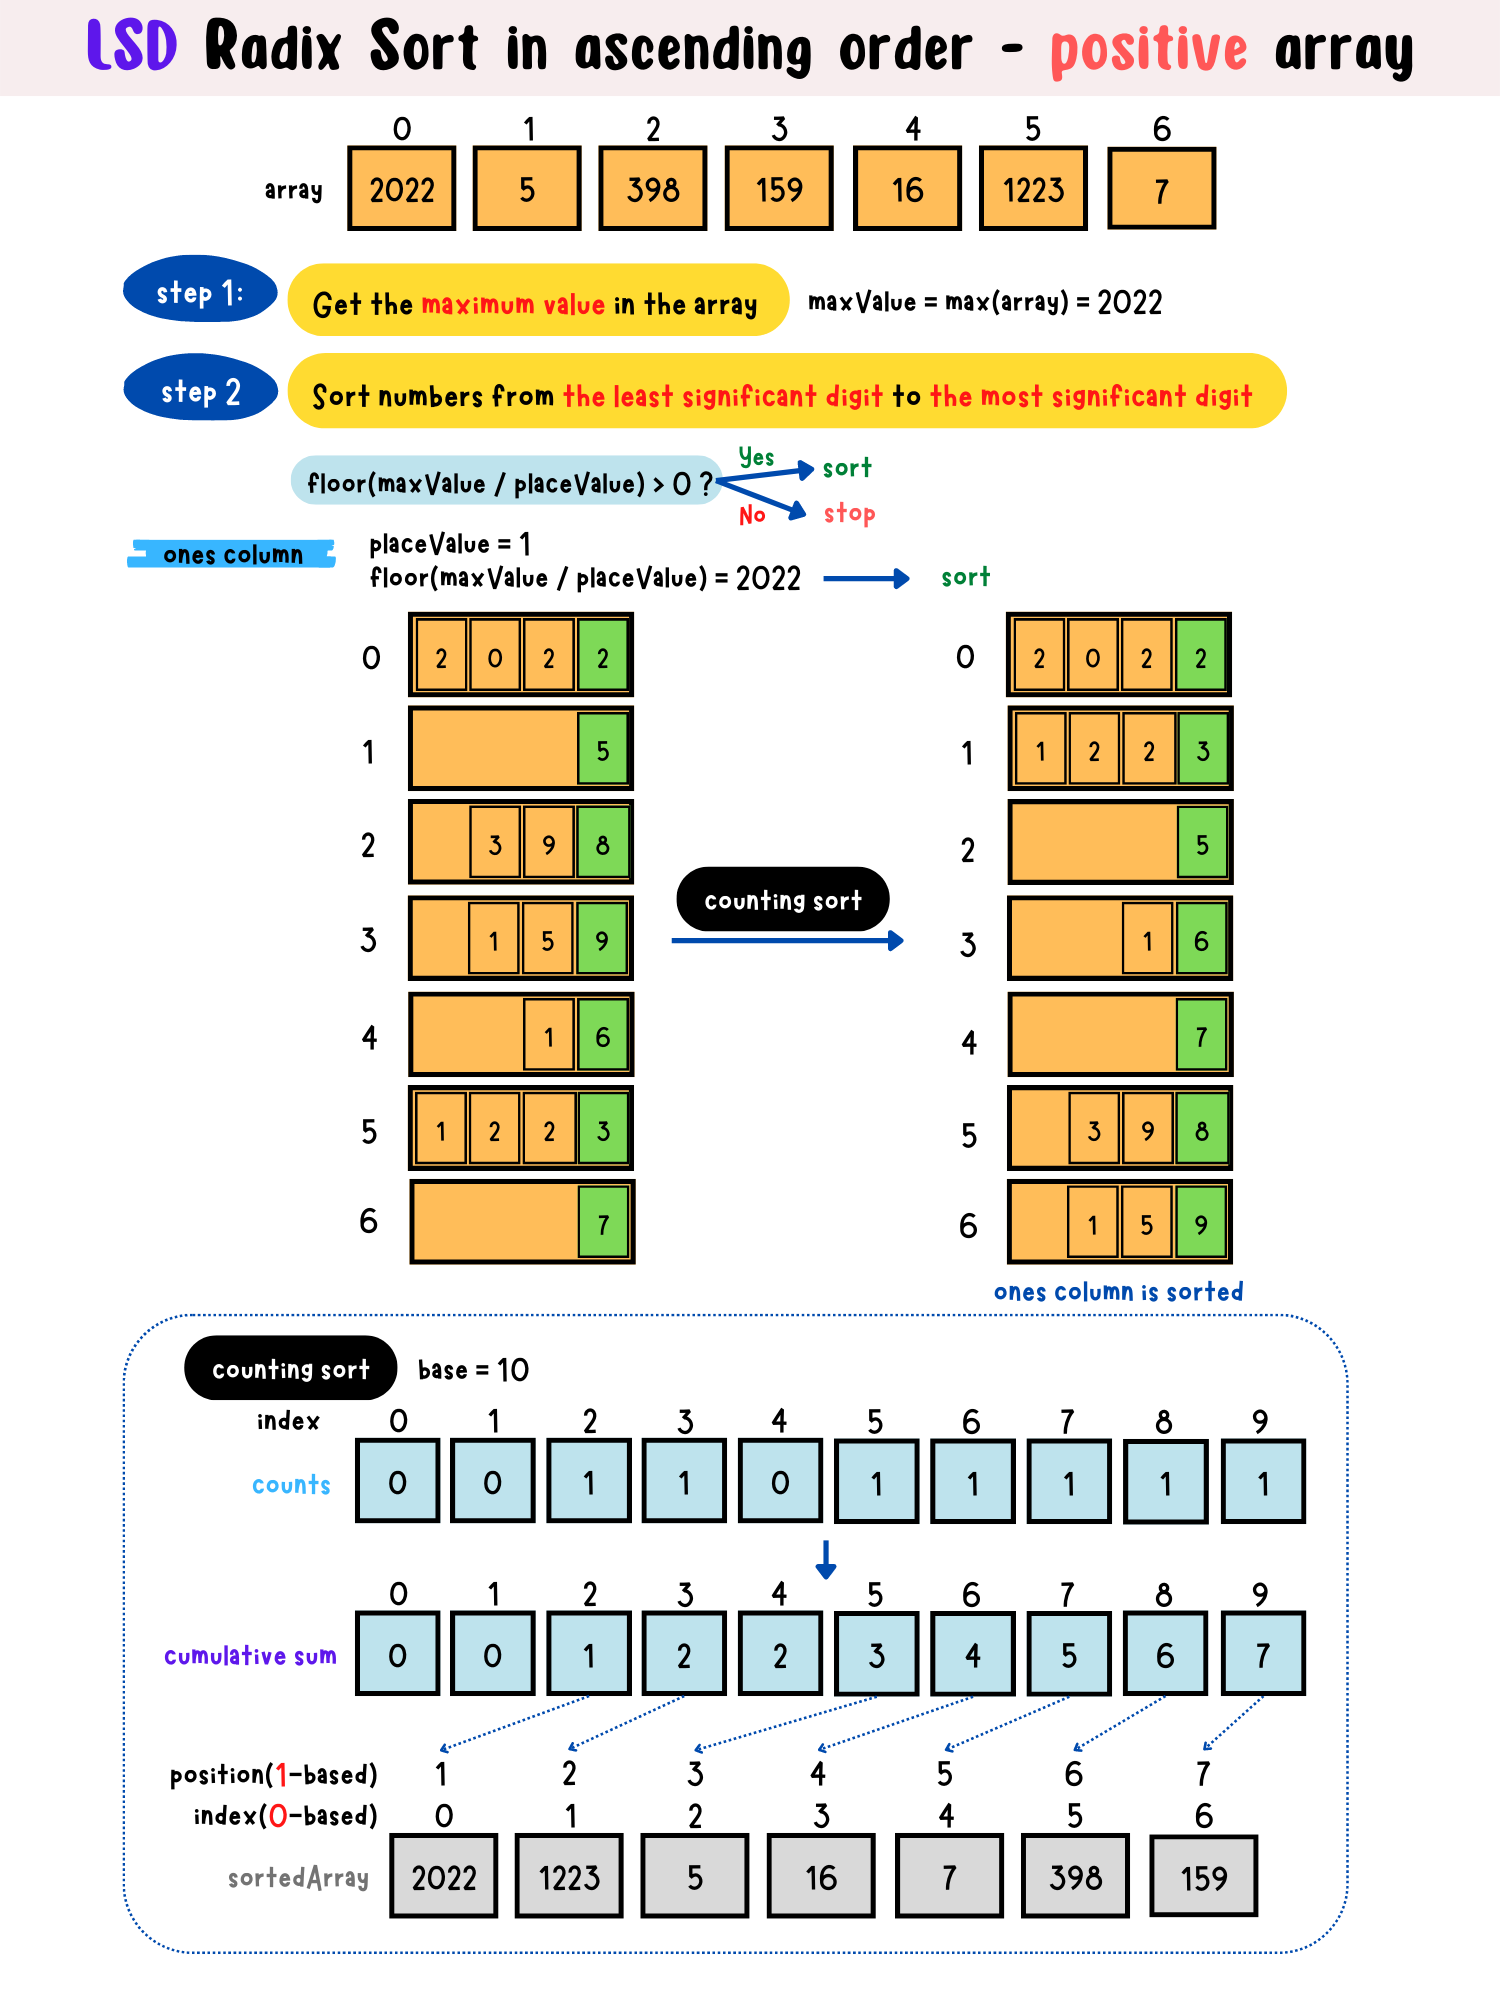 LSD Radix Sort in ascending order - positive array
0 1 2 3 4 5 6
array 2022 5 398 159 16 1223 7
step 1: Get the maximum value in the array maxValue = max(array) = 2022
step 2 Sort numbers from the least significant digit to the most significant digit
floor(maxValue / placeValue) > 0 ? Yes sort
No stop
ones column placeValue = 1
floor(maxValue / placeValue) = 2022 sort
0 2 0 2 2 0 2 0 2 2
1 5 1 1 2 2 3
2 3 9 8 2 5
counting sort
3 1 5 9 3 1 6
4 1 6 4 7
5 1 2 2 3 5 3 9 8
6 7 6 1 5 9
ones column is sorted
counting sort base = 10
index 0 1 2 3 4 5 6 7 8 9
counts 0 0 1 1 0 1 1 1 1 1
0 1 2 3 4 5 6 7 8 9
cumulative sum 0 0 1 2 2 3 4 5 6 7
position(1-based) 1 2 3 4 5 6 7
index(0-based) 0 1 2 3 4 5 6
sortedArray 2022 1223 5 16 7 398 159